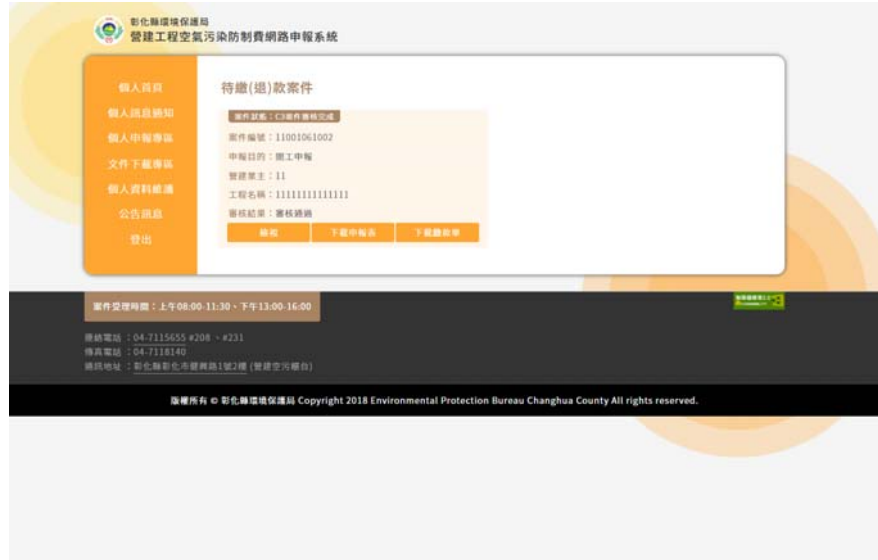 彰化縣環境保護局
營建工程空氣污染防制費網路申報系統
個人首頁
個人訊息通知
個人申報專區
文件下載專區
個人資料維護
公告訊息
登出
待繳(退)款案件
案件狀態：C3案件審核完成
案件編號：11001061002
申報目的：開工申報
營建業主：11
工程名稱：11111111111111
審核結果：審核通過
檢視
下載申報表
下載繳款單
案件受理時間：上午08:00-11:30、下午13:00-16:00
連絡電話：04-7115655 #208、#231
傳真電話：04-7118140
通訊地址：彰化縣彰化市健興路1號2樓 (營建空污櫃台)
版權所有 © 彰化縣環境保護局 Copyright 2018 Environmental Protection Bureau Changhua County All rights reserved.